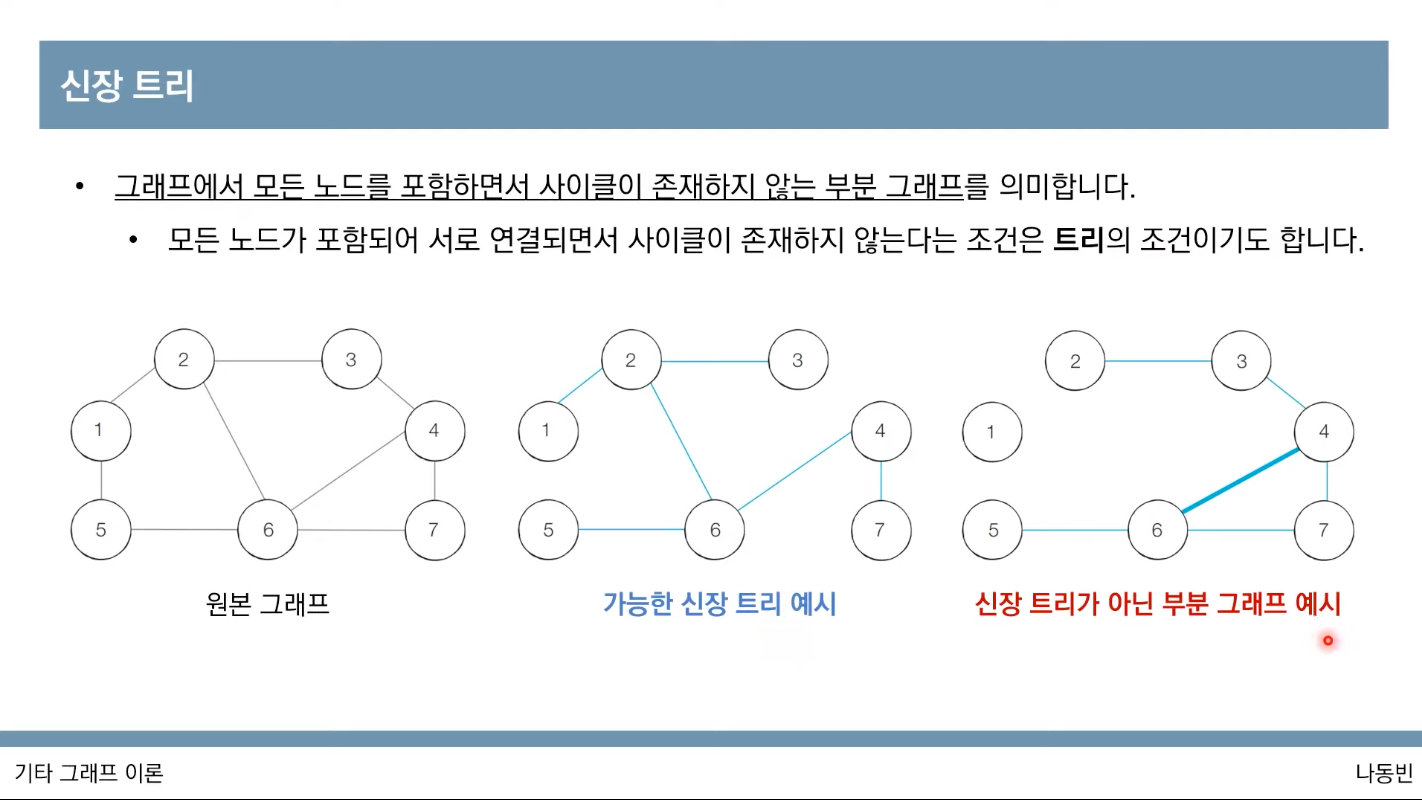 신장 트리
• 그래프에서 모든 노드를 포함하면서 사이클이 존재하지 않는 부분 그래프를 의미합니다.
• 모든 노드가 포함되어 서로 연결되면서 사이클이 존재하지 않는다는 조건은 트리의 조건이기도 합니다.
2 3
1 4
5 6 7
원본 그래프
2 3
1 4
5 6 7
가능한 신장 트리 예시
2 3
1 4
5 6 7
신장 트리가 아닌 부분 그래프 예시
기타 그래프 이론
나동빈